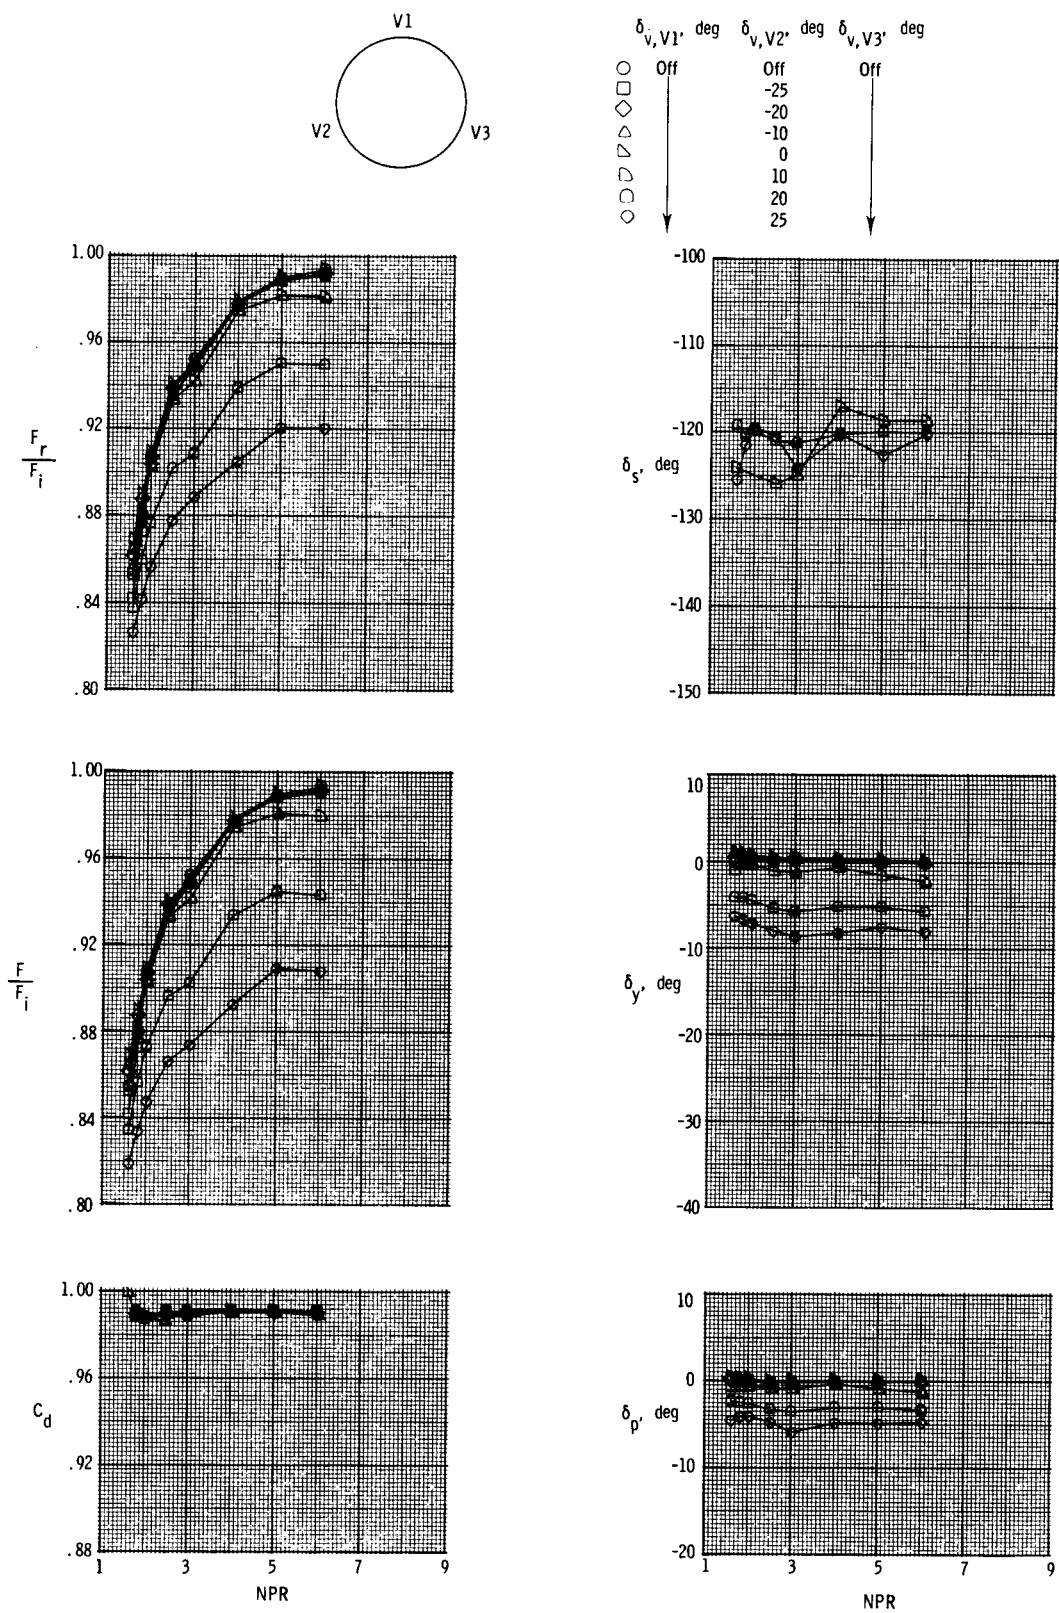 V1
V2
V3
δv,V1, deg δv,V2, deg δv,V3, deg
Off Off Off
-25
-20
-10
0
10
20
25
1.00
.96
.92
.88
.84
.80
Fr
Fi
-100
-110
-120
-130
-140
-150
δs, deg
1.00
.96
.92
.88
.84
.80
F
Fi
10
0
-10
-20
-30
-40
δy, deg
1.00
.96
.92
.88
Cd
1 3 5 7 9
NPR
10
0
-10
-20
δp, deg
1 3 5 7 9
NPR